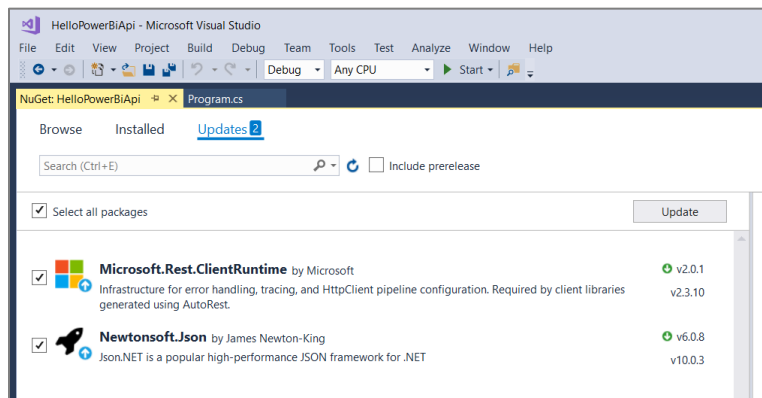 HelloPowerBiApi - Microsoft Visual Studio
File Edit View Project Build Debug Team Tools Test Analyze Window Help
Debug Any CPU Start
NuGet: HelloPowerBiApi Program.cs
Browse Installed Updates 2
Search (Ctrl+E) Include prerelease
Select all packages Update
Microsoft.Rest.ClientRuntime by Microsoft v2.0.1
Infrastructure for error handling, tracing, and HttpClient pipeline configuration. Required by client libraries v2.3.10
generated using AutoRest.
Newtonsoft.Json by James Newton-King v6.0.8
Json.NET is a popular high-performance JSON framework for .NET v10.0.3